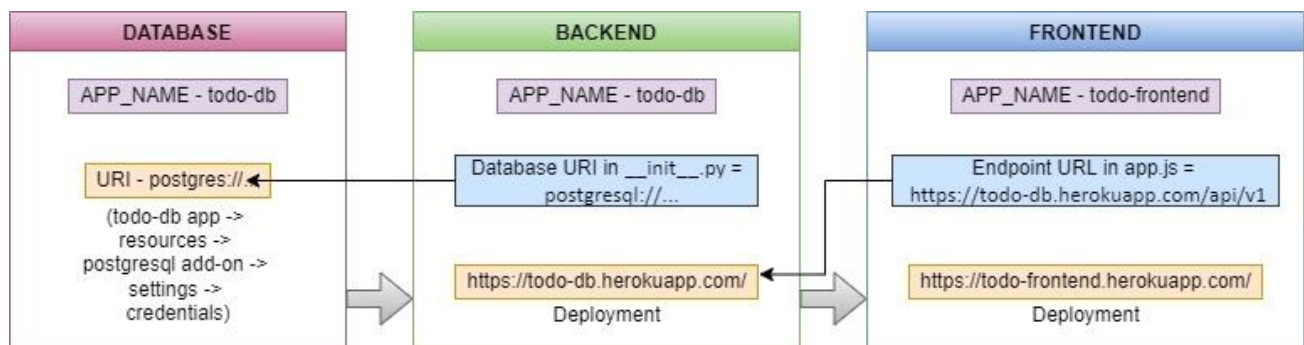 DATABASE
APP_NAME - todo-db
URI - postgres://...
(todo-db app ->
resources ->
postgresql add-on ->
settings ->
credentials)
BACKEND
APP_NAME - todo-db
Database URI in __init__.py =
postgresql://...
https://todo-db.herokuapp.com/
Deployment
FRONTEND
APP_NAME - todo-frontend
Endpoint URL in app.js =
https://todo-db.herokuapp.com/api/v1
https://todo-frontend.herokuapp.com/
Deployment